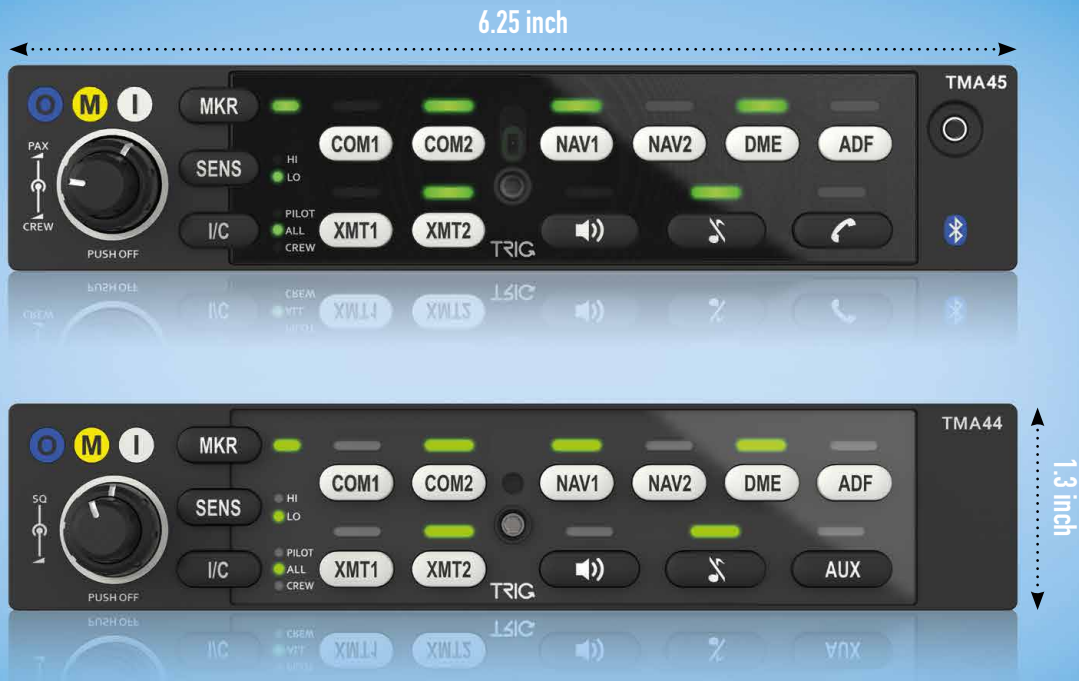 6.25 inch
TMA45
O M I MKR
COM1 COM2 NAV1 NAV2 DME ADF
PAX
CREW
SENS
HI
LO
I/C
PILOT
ALL
CREW
XMT1 XMT2
PUSH OFF
TRIG
TMA44
O M I MKR
COM1 COM2 NAV1 NAV2 DME ADF
SQ
SENS
HI
LO
I/C
PILOT
ALL
CREW
XMT1 XMT2 AUX
PUSH OFF
TRIG
1.3 inch